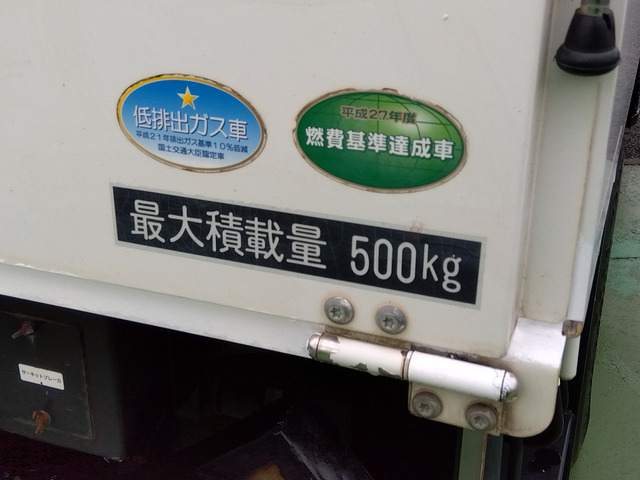 低排出ガス車
平成21年排出ガス基準10%低減
国土交通大臣認定車
平成27年度
燃費基準達成車
最大積載量 500kg
サーキットブレーカ